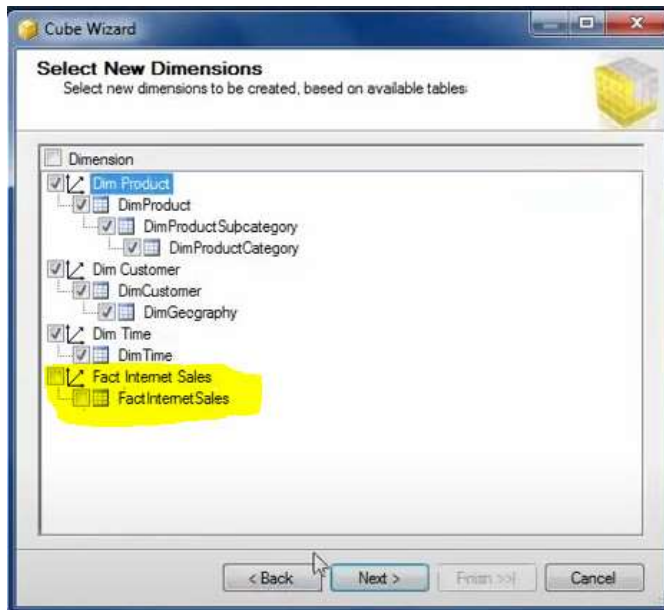 Cube Wizard
Select New Dimensions
Select new dimensions to be created, based on available tables
Dimension
Dim Product
DimProduct
DimProductSubcategory
DimProductCategory
Dim Customer
DimCustomer
DimGeography
Dim Time
DimTime
Fact Internet Sales
FactInternetSales
< Back Next > Finish >>| Cancel